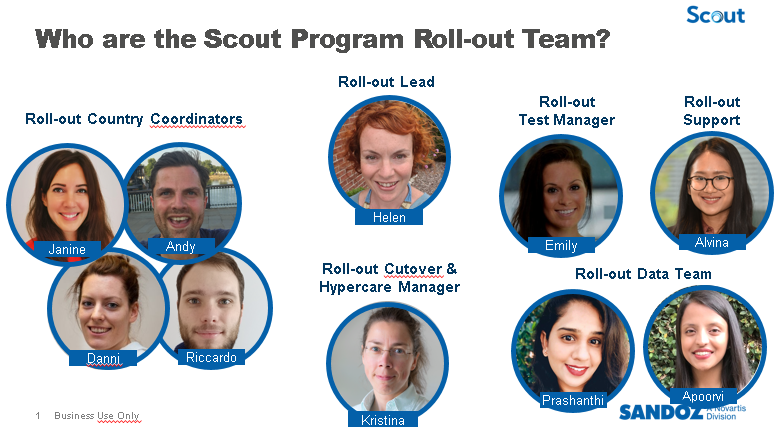 Scout
Who are the Scout Program Roll-out Team?
Roll-out Country Coordinators
Janine
Andy
Danni
Riccardo
Roll-out Lead
Helen
Roll-out Cutover &
Hypercare Manager
Kristina
Roll-out
Test Manager
Emily
Roll-out
Support
Alvina
Roll-out Data Team
Prashanthi
Apoorvi
1 Business Use Only
SANDOZ A Novartis
Division